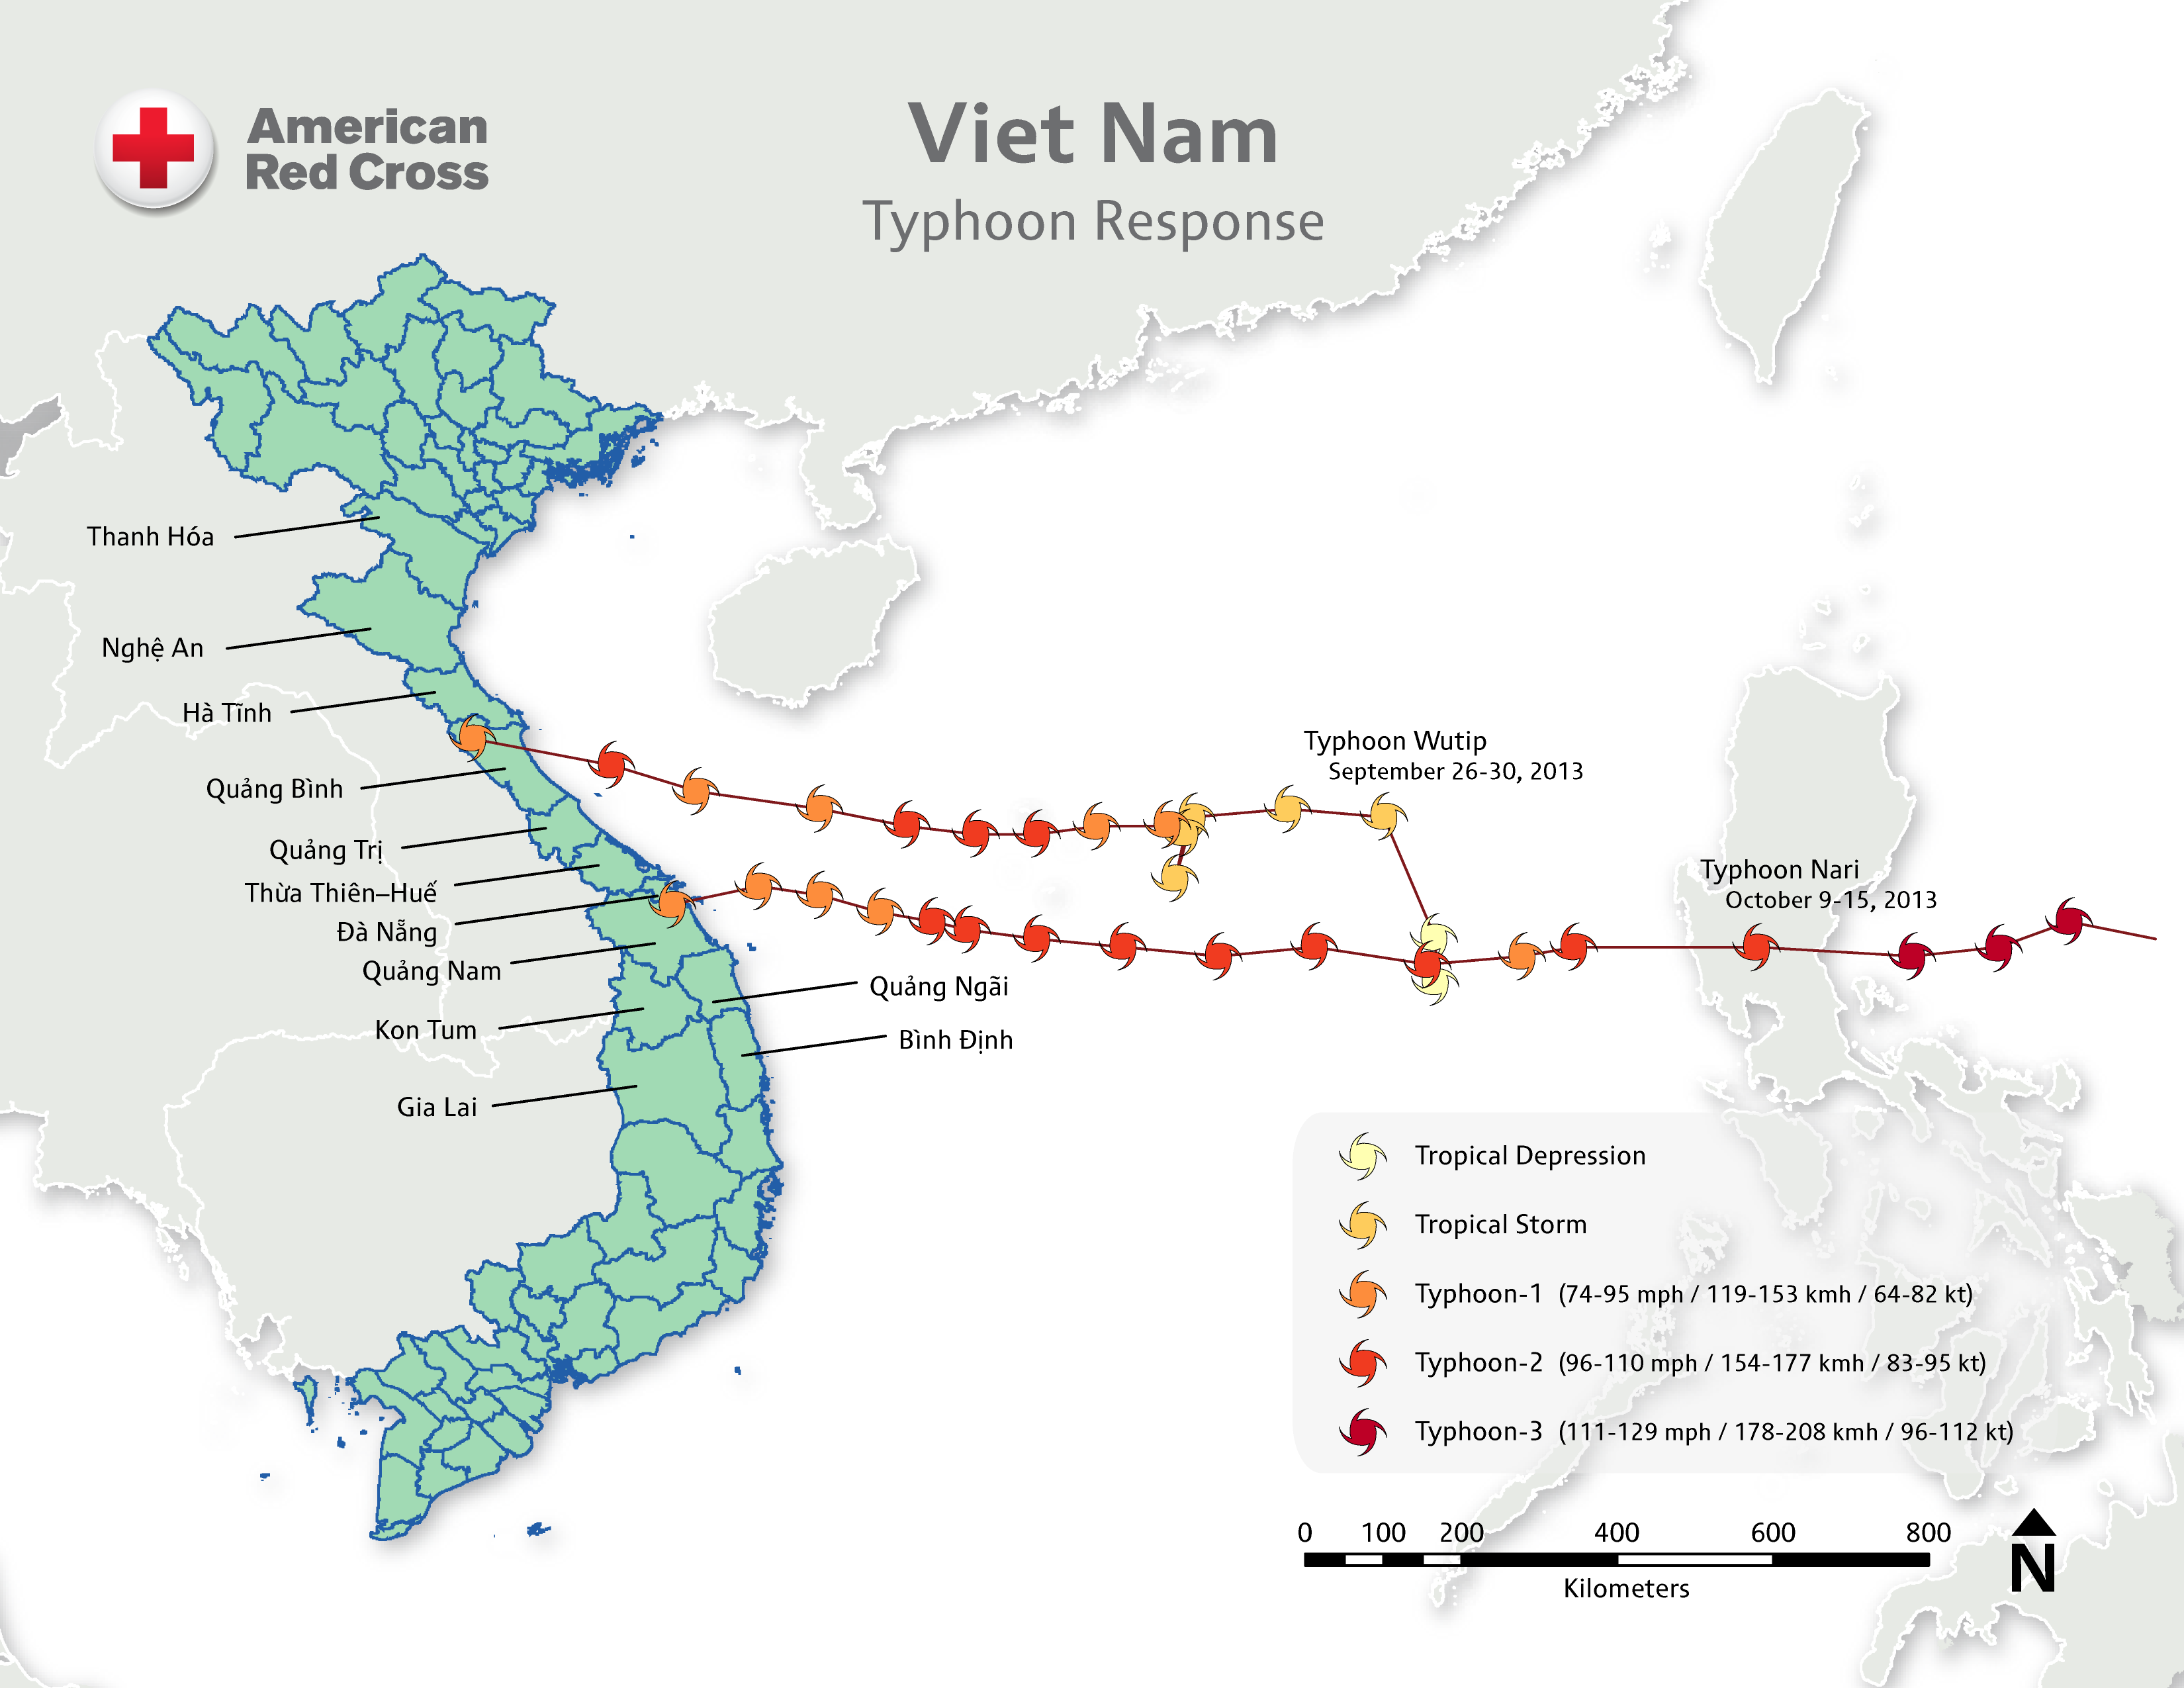 American
Red Cross
Viet Nam
Typhoon Response
Thanh Hóa
Nghệ An
Hà Tĩnh
Quảng Bình
Quảng Trị
Thừa Thiên–Huế
Đà Nẵng
Quảng Nam
Kon Tum
Gia Lai
Quảng Ngãi
Bình Định
Typhoon Wutip
September 26-30, 2013
Typhoon Nari
October 9-15, 2013
Tropical Depression
Tropical Storm
Typhoon-1 (74-95 mph / 119-153 kmh / 64-82 kt)
Typhoon-2 (96-110 mph / 154-177 kmh / 83-95 kt)
Typhoon-3 (111-129 mph / 178-208 kmh / 96-112 kt)
0 100 200 400 600 800
Kilometers
N